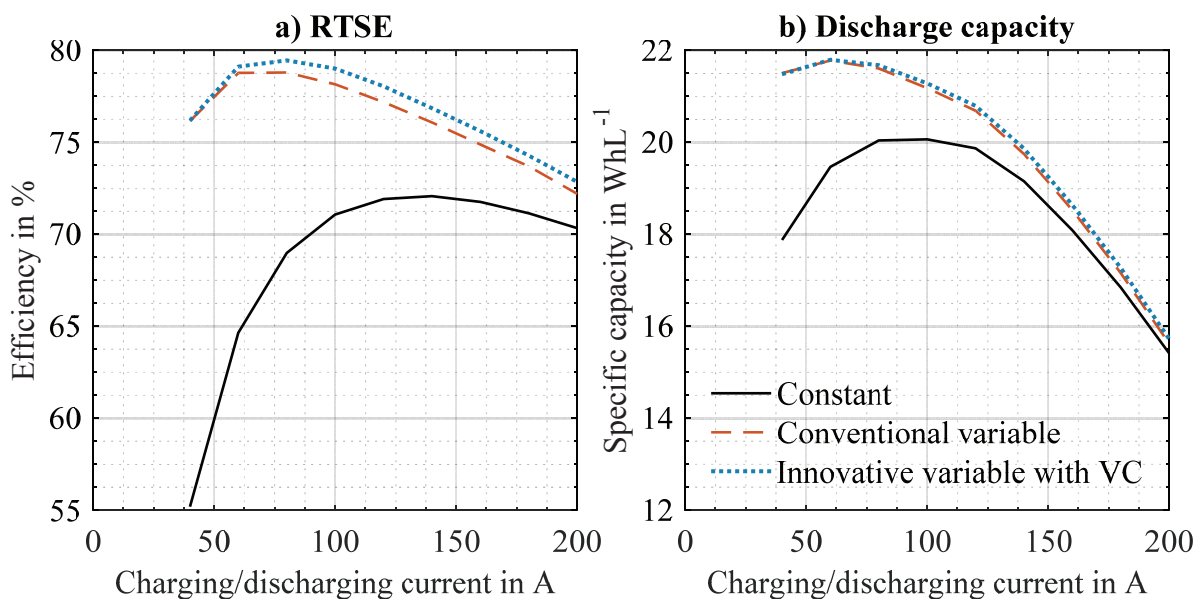 a) RTSE
80
75
70
65
60
55
Efficiency in %
0 50 100 150 200
Charging/discharging current in A
b) Discharge capacity
22
20
18
16
14
12
Specific capacity in WhL⁻¹
Constant
Conventional variable
Innovative variable with VC
0 50 100 150 200
Charging/discharging current in A